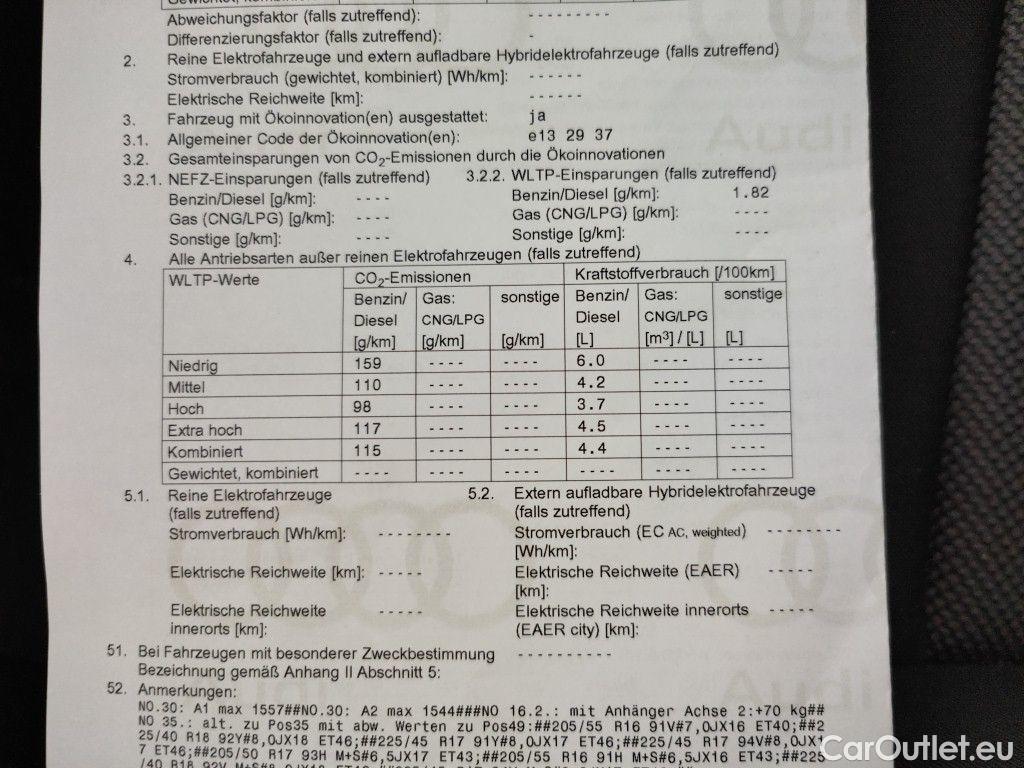 Abweichungsfaktor (falls zutreffend): ---------
Differenzierungsfaktor (falls zutreffend): -
2. Reine Elektrofahrzeuge und extern aufladbare Hybridelektrofahrzeuge (falls zutreffend)
Stromverbrauch (gewichtet, kombiniert) [Wh/km]: ------
Elektrische Reichweite [km]: ------
3. Fahrzeug mit Ökoinnovation(en) ausgestattet: ja
3.1. Allgemeiner Code der Ökoinnovation(en): e13 29 37
3.2. Gesamteinsparungen von CO₂-Emissionen durch die Ökoinnovationen
3.2.1. NEFZ-Einsparungen (falls zutreffend) 3.2.2. WLTP-Einsparungen (falls zutreffend)
Benzin/Diesel [g/km]: ---- Benzin/Diesel [g/km]: 1.82
Gas (CNG/LPG) [g/km]: ---- Gas (CNG/LPG) [g/km]: ----
Sonstige [g/km]: ---- Sonstige [g/km]: ----
4. Alle Antriebsarten außer reinen Elektrofahrzeugen (falls zutreffend)
WLTP-Werte CO₂-Emissionen Kraftstoffverbrauch [/100km]
Benzin/ Gas: sonstige Benzin/ Gas: sonstige
Diesel CNG/LPG Diesel CNG/LPG
[g/km] [g/km] [g/km] [L] [m³] / [L] [L]
Niedrig 159 ---- ---- 6.0 ---- ----
Mittel 110 ---- ---- 4.2 ---- ----
Hoch 98 ---- ---- 3.7 ---- ----
Extra hoch 117 ---- ---- 4.5 ---- ----
Kombiniert 115 ---- ---- 4.4 ---- ----
Gewichtet, kombiniert ---- ---- ---- ---- ---- ----
5.1. Reine Elektrofahrzeuge 5.2. Extern aufladbare Hybridelektrofahrzeuge
(falls zutreffend) (falls zutreffend)
Stromverbrauch [Wh/km]: -------- Stromverbrauch (EC AC, weighted) --------
[Wh/km]:
Elektrische Reichweite [km]: ----- Elektrische Reichweite (EAER) -----
[km]:
Elektrische Reichweite ----- Elektrische Reichweite innerorts -----
innerorts [km]: (EAER city) [km]:
51. Bei Fahrzeugen mit besonderer Zweckbestimmung ----------
Bezeichnung gemäß Anhang II Abschnitt 5:
52. Anmerkungen:
NO.30: A1 max 1557##NO.30: A2 max 1544###NO 16.2.: mit Anhänger Achse 2:+70 kg##
NO 35.: alt. zu Pos35 mit abw. Werten zu Pos49:##205/55 R16 91V#7,0JX16 ET40;##2
25/40 R18 92Y#8,0JX18 ET46;##225/45 R17 91Y#8,0JX17 ET46;##225/45 R17 94V#8,0JX1
7 ET46;##205/50 R17 93H M+S#6,5JX17 ET43;##205/55 R16 91H M+S#6,5JX16 ET43;##225
Audi
Audi
CarOutlet.eu